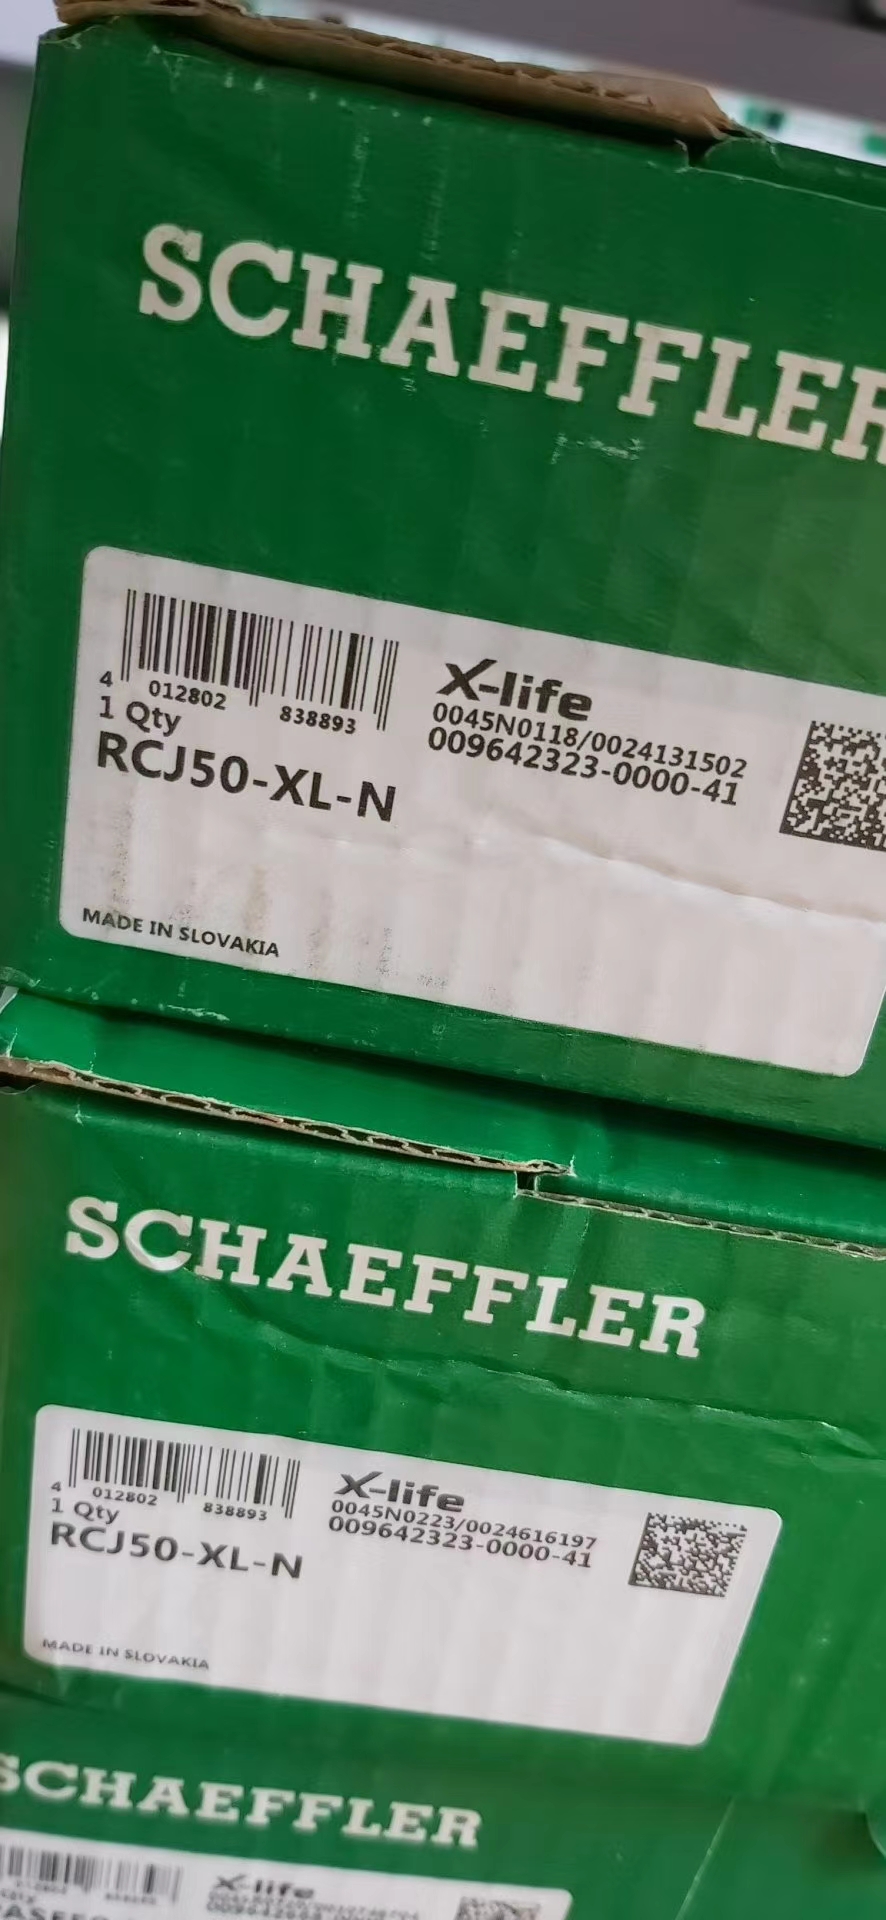 SCHAEFFLER
4 012802 838893
1 Qty
RCJ50-XL-N
X-life
0045N0118/0024131502
009642323-0000-41
MADE IN SLOVAKIA
SCHAEFFLER
4 012802 838893
1 Qty
RCJ50-XL-N
X-life
0045N0223/0024616197
009642323-0000-41
MADE IN SLOVAKIA
SCHAEFFLER
X-life